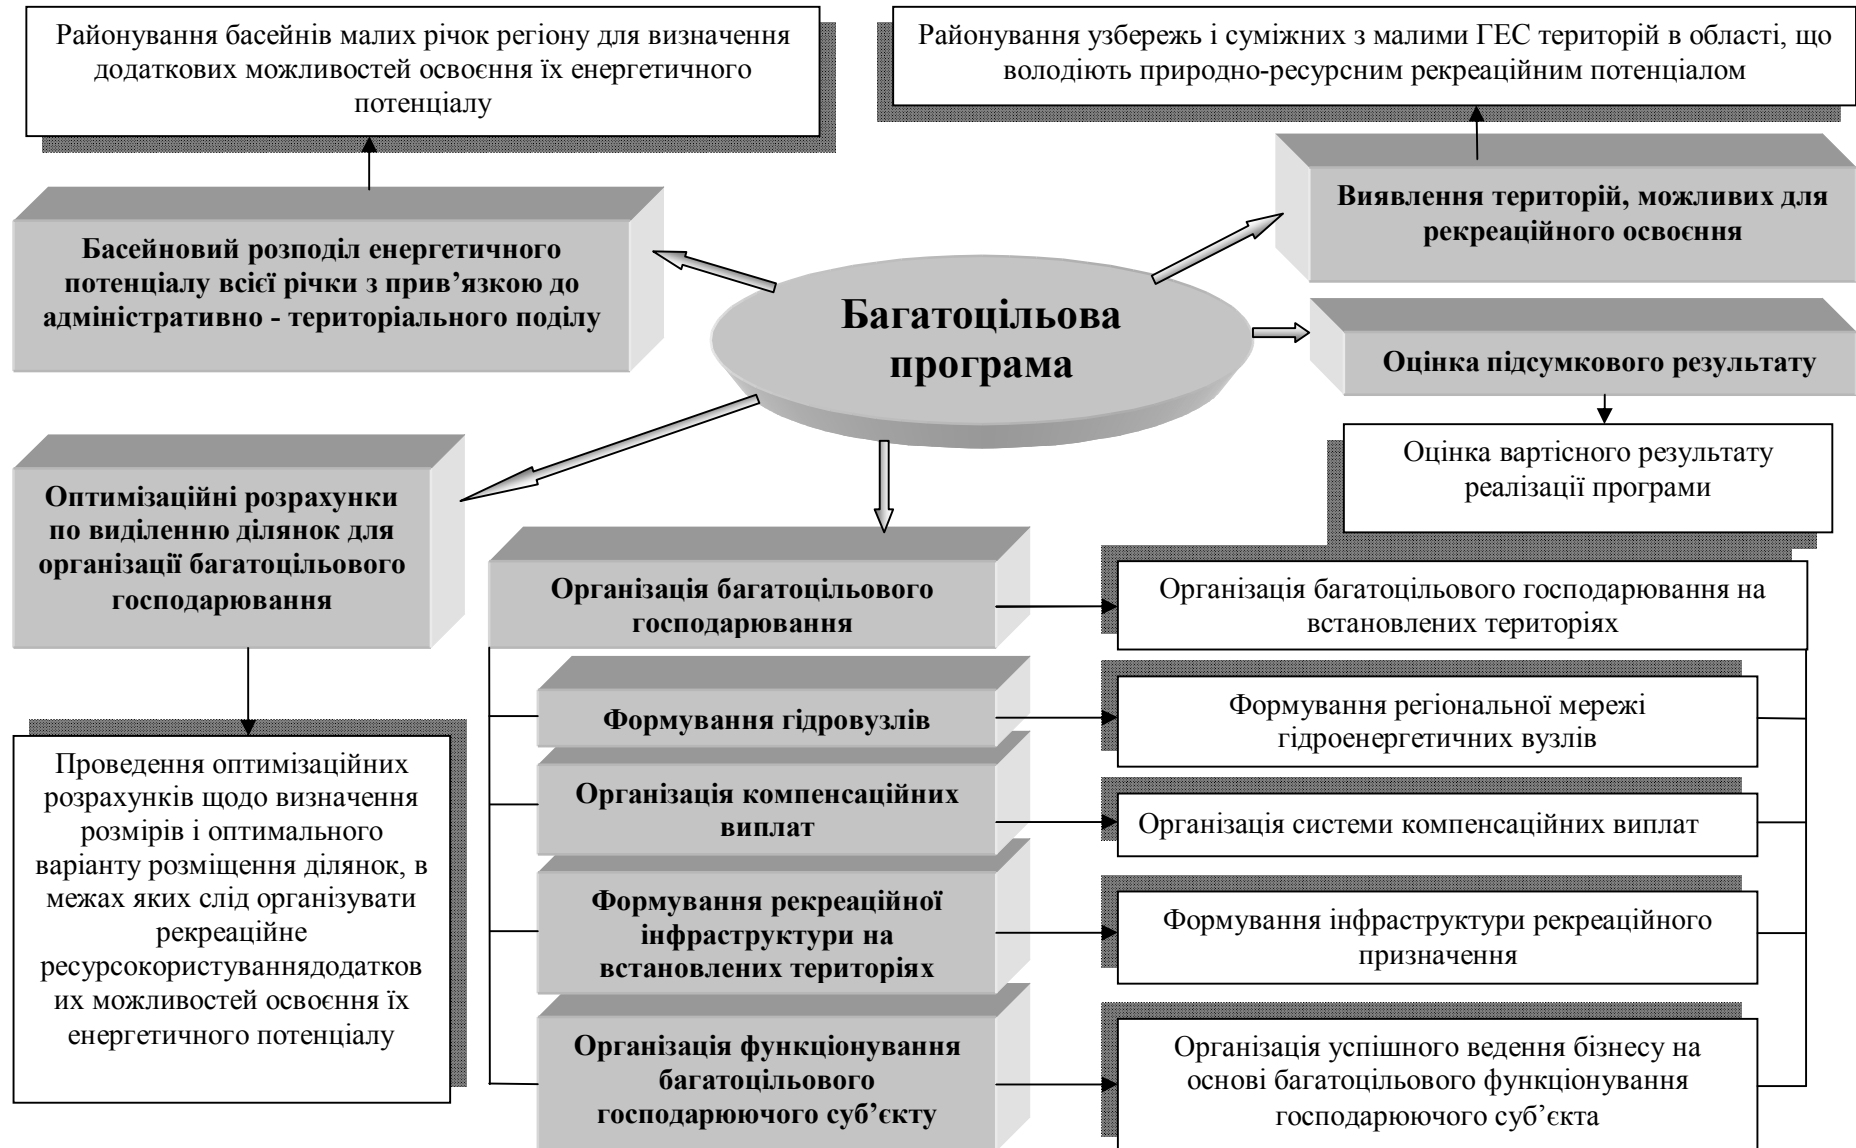 Районування басейнів малих річок регіону для визначення
додаткових можливостей освоєння їх енергетичного
потенціалу
Районування узбережь і суміжних з малими ГЕС територій в області, що
володіють природно-ресурсним рекреаційним потенціалом
Басейновий розподіл енергетичного
потенціалу всієї річки з прив’язкою до
адміністративно - територіального поділу
Виявлення територій, можливих для
рекреаційного освоєння
Багатоцільова
програма
Оцінка підсумкового результату
Оцінка вартісного результату
реалізації програми
Оптимізаційні розрахунки
по виділенню ділянок для
організації багатоцільового
господарювання
Проведення оптимізаційних
розрахунків щодо визначення
розмірів і оптимального
варіанту розміщення ділянок, в
межах яких слід організувати
рекреаційне
ресурсокористуваннядодатков
их можливостей освоєння їх
енергетичного потенціалу
Організація багатоцільового
господарювання
Організація багатоцільового господарювання на
встановлених територіях
Формування гідровузлів
Формування регіональної мережі
гідроенергетичних вузлів
Організація компенсаційних
виплат
Організація системи компенсаційних виплат
Формування рекреаційної
інфраструктури на
встановлених територіях
Формування інфраструктури рекреаційного
призначення
Організація функціонування
багатоцільового
господарюючого суб’єкту
Організація успішного ведення бізнесу на
основі багатоцільового функціонування
господарюючого суб’єкта